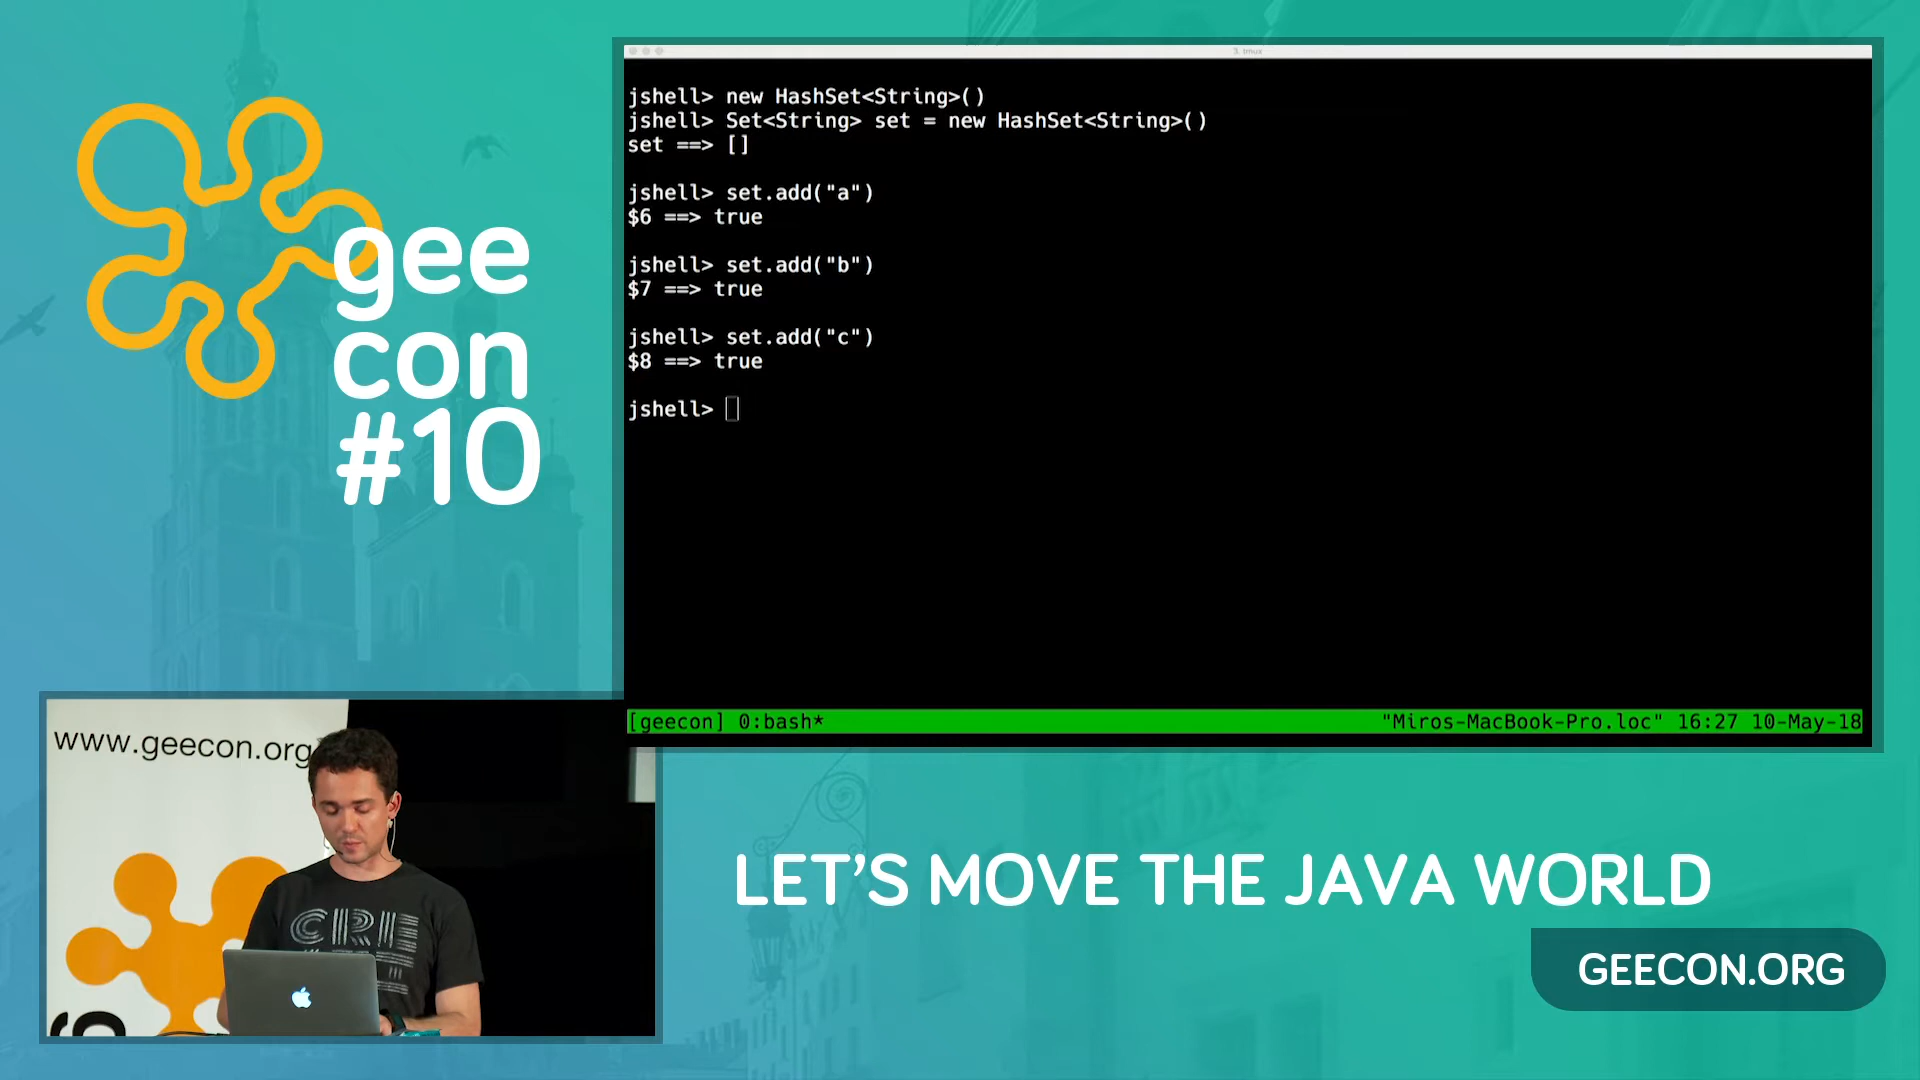 gee
con
#10
3. tmux
jshell> new HashSet<String>()
jshell> Set<String> set = new HashSet<String>()
set ==> []
jshell> set.add("a")
$6 ==> true
jshell> set.add("b")
$7 ==> true
jshell> set.add("c")
$8 ==> true
jshell>
[geecon] 0:bash*
"Miros-MacBook-Pro.loc" 16:27 10-May-18
www.geecon.org
LET'S MOVE THE JAVA WORLD
GEECON.ORG